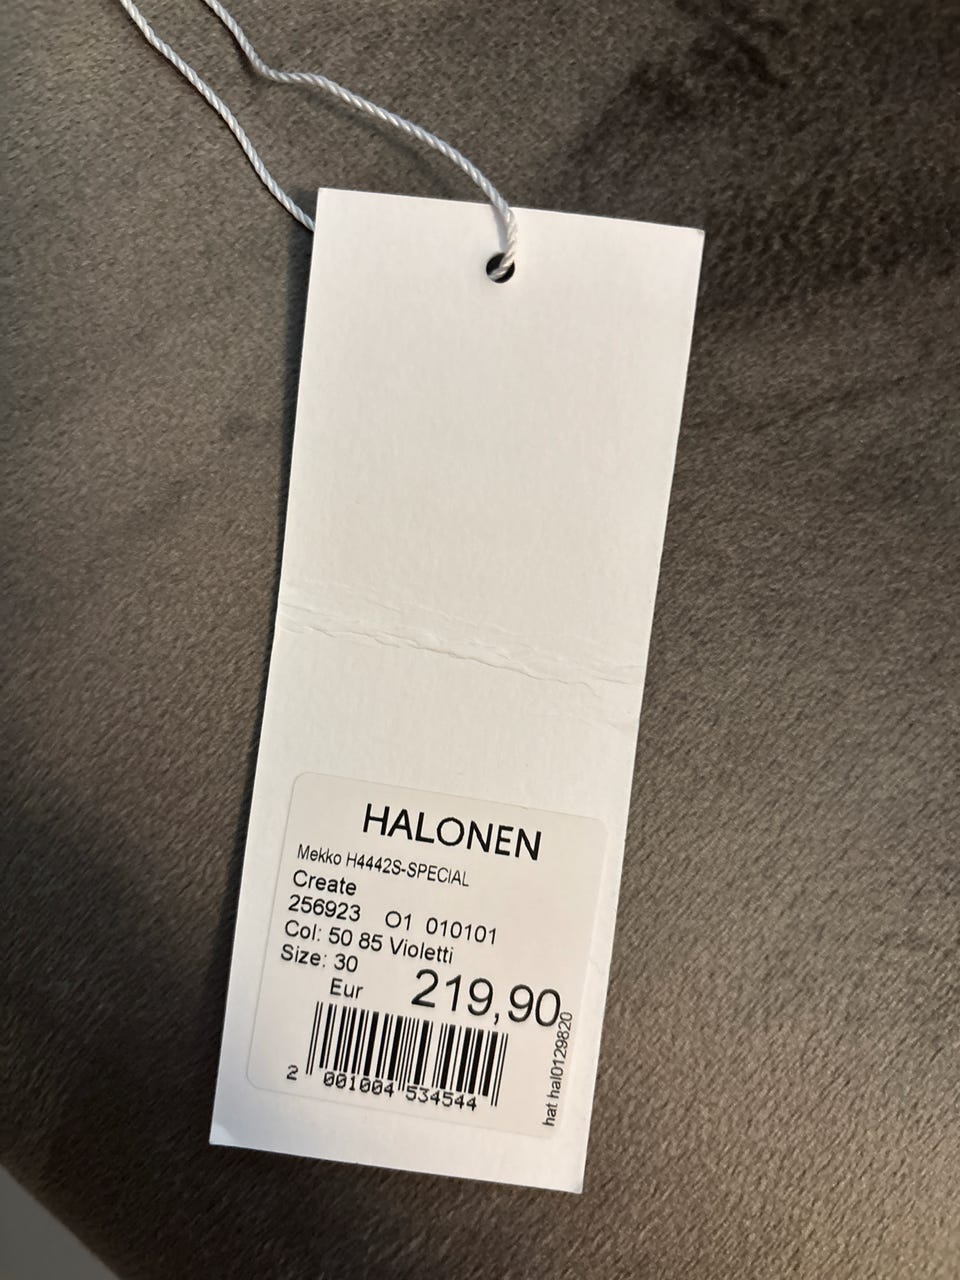 HALONEN
Mekko H4442S-SPECIAL
Create
256923 O1 010101
Col: 50 85 Violetti
Size: 30
Eur 219,90
2 001004 534544
hat hal0129820